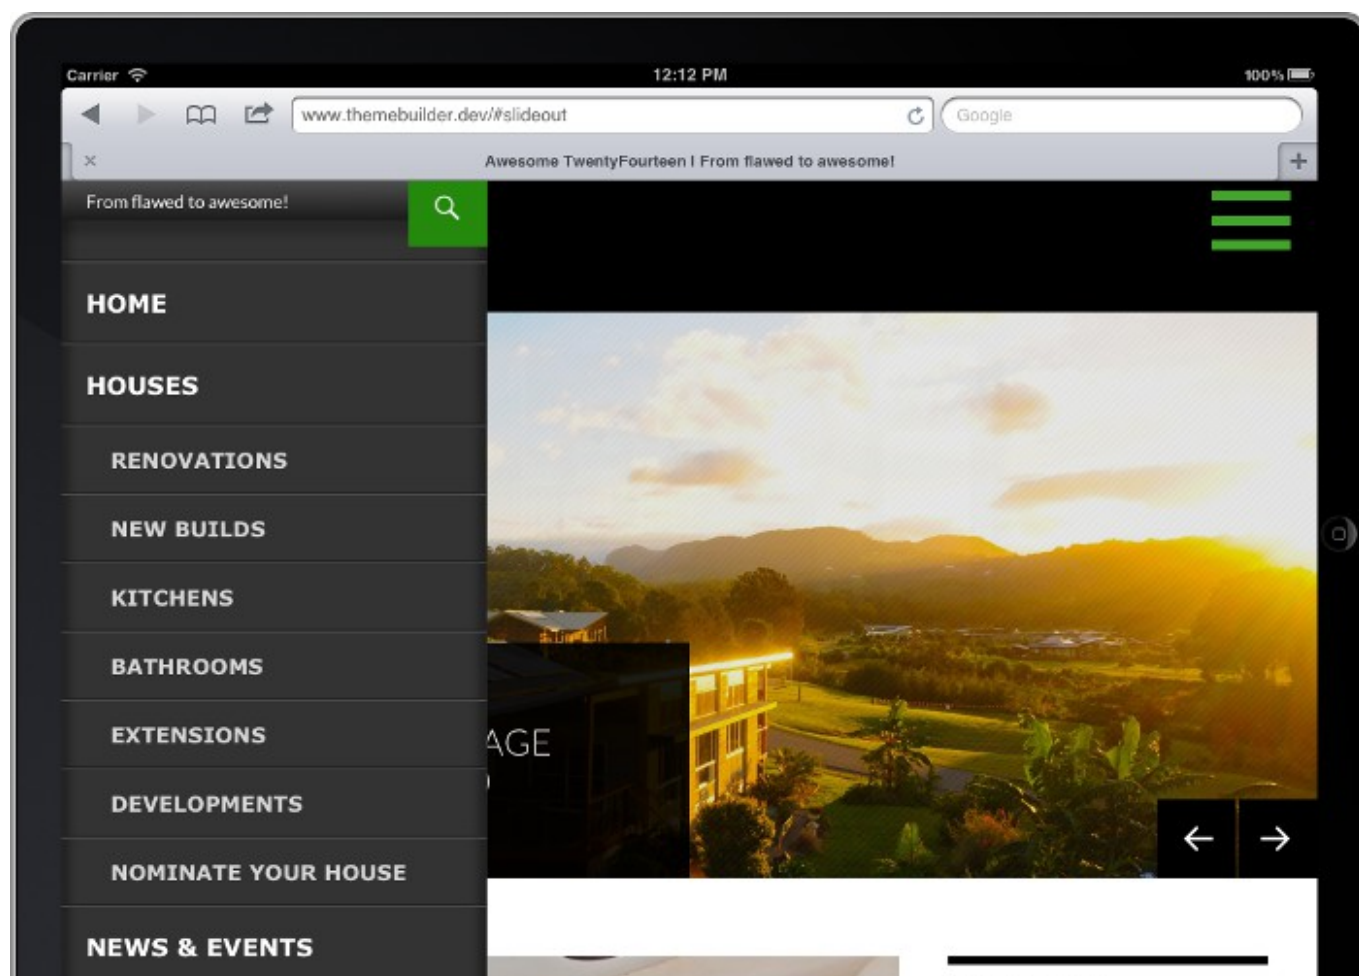 Carrier 12:12 PM 100%
www.themebuilder.dev/#slideout Google
Awesome TwentyFourteen | From flawed to awesome!
From flawed to awesome!
HOME
HOUSES
RENOVATIONS
NEW BUILDS
KITCHENS
BATHROOMS
EXTENSIONS
AGE
DEVELOPMENTS
NOMINATE YOUR HOUSE
NEWS & EVENTS